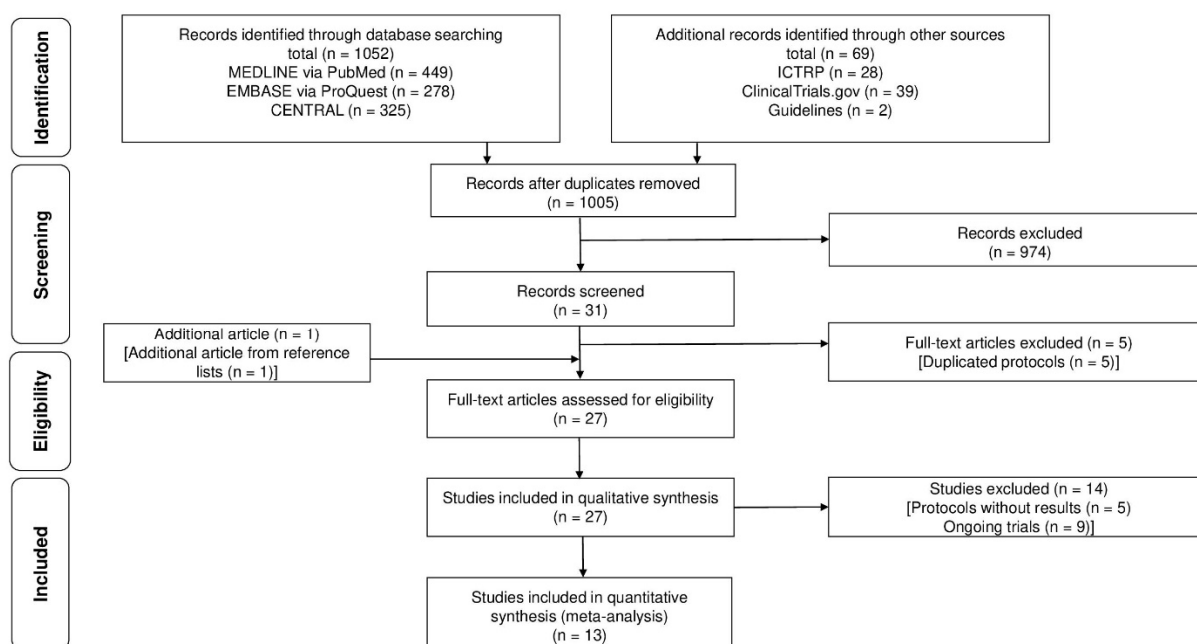 Identification
Records identified through database searching
total (n = 1052)
MEDLINE via PubMed (n = 449)
EMBASE via ProQuest (n = 278)
CENTRAL (n = 325)
Additional records identified through other sources
total (n = 69)
ICTRP (n = 28)
ClinicalTrials.gov (n = 39)
Guidelines (n = 2)
Screening
Records after duplicates removed
(n = 1005)
Records excluded
(n = 974)
Records screened
(n = 31)
Additional article (n = 1)
[Additional article from reference
lists (n = 1)]
Full-text articles excluded (n = 5)
[Duplicated protocols (n = 5)]
Eligibility
Full-text articles assessed for eligibility
(n = 27)
Included
Studies included in qualitative synthesis
(n = 27)
Studies excluded (n = 14)
[Protocols without results (n = 5)
Ongoing trials (n = 9)]
Studies included in quantitative
synthesis (meta-analysis)
(n = 13)